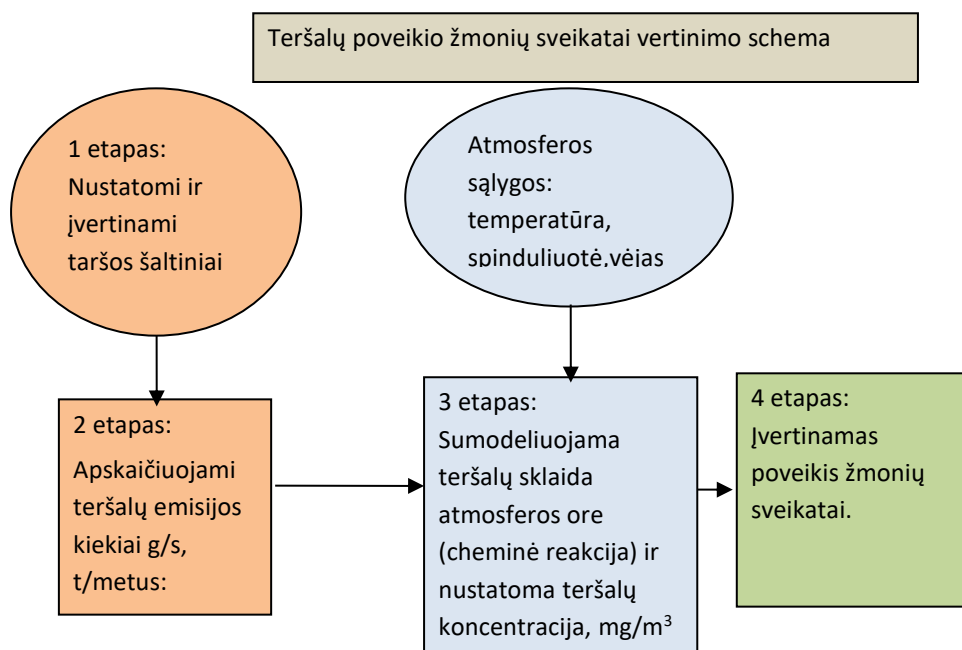 Teršalų poveikio žmonių sveikatai vertinimo schema
1 etapas:
Nustatomi ir
įvertinami
taršos šaltiniai
Atmosferos
sąlygos:
temperatūra,
spinduliuotė,vėjas
2 etapas:
Apskaičiuojami
teršalų emisijos
kiekiai g/s,
t/metus:
3 etapas:
Sumodeliuojama
teršalų sklaida
atmosferos ore
(cheminė reakcija) ir
nustatoma teršalų
koncentracija, mg/m³
4 etapas:
Įvertinamas
poveikis žmonių
sveikatai.